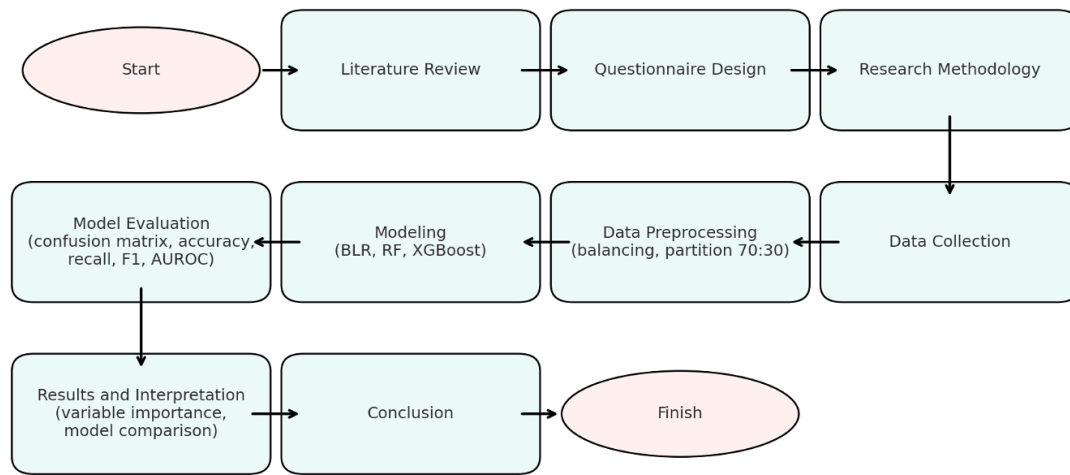 Start
Literature Review
Questionnaire Design
Research Methodology
Data Collection
Data Preprocessing
(balancing, partition 70:30)
Modeling
(BLR, RF, XGBoost)
Model Evaluation
(confusion matrix, accuracy,
recall, F1, AUROC)
Results and Interpretation
(variable importance,
model comparison)
Conclusion
Finish